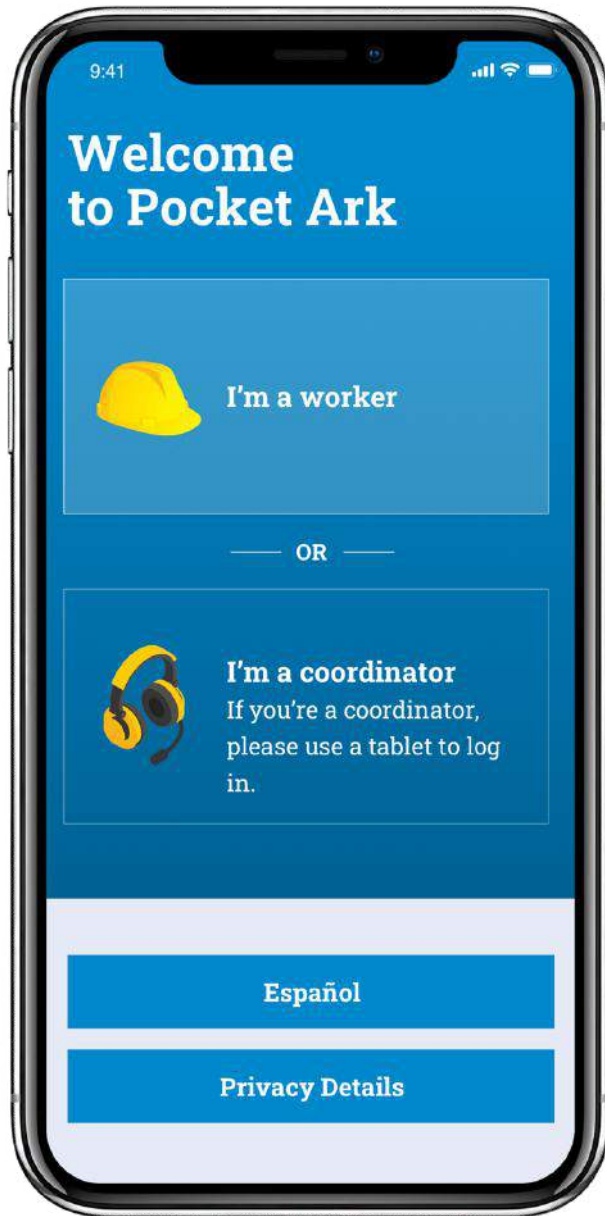 9:41
Welcome
to Pocket Ark
I’m a worker
OR
I’m a coordinator
If you’re a coordinator,
please use a tablet to log
in.
Español
Privacy Details